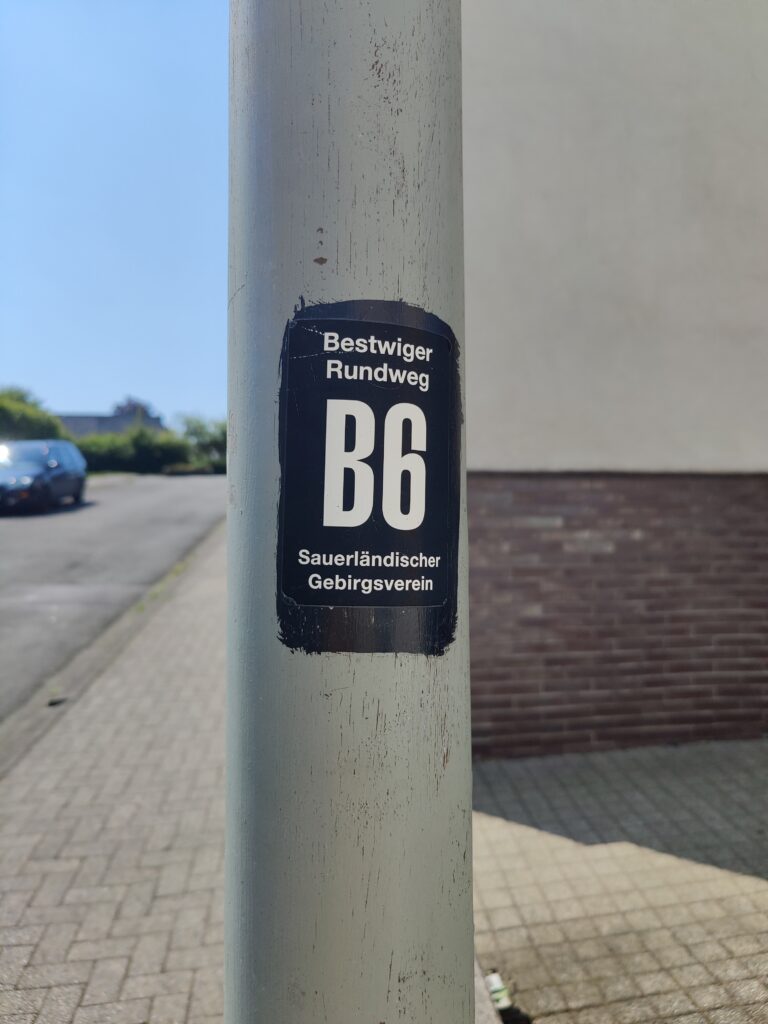 Bestwiger
Rundweg
B6
Sauerländischer
Gebirgsverein